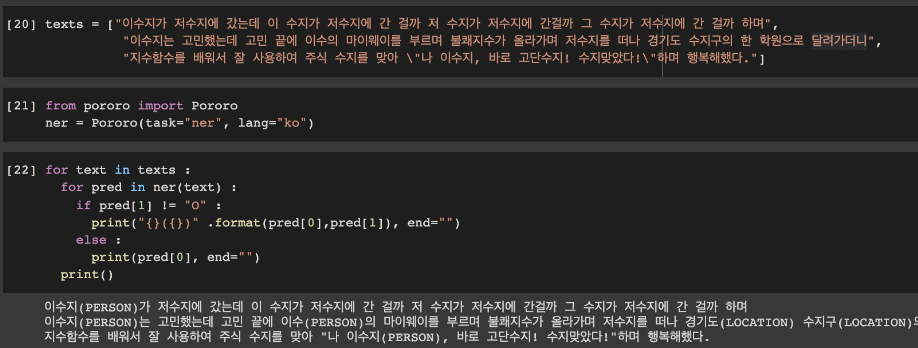 [20] texts = ["이수지가 저수지에 갔는데 이 수지가 저수지에 간 걸까 저 수지가 저수지에 간걸까 그 수지가 저수지에 간 걸까 하며",
"이수지는 고민했는데 고민 끝에 이수의 마이웨이를 부르며 불쾌지수가 올라가며 저수지를 떠나 경기도 수지구의 한 학원으로 달려가더니",
"지수함수를 배워서 잘 사용하여 주식 수지를 맞아 \"나 이수지, 바로 고단수지! 수지맞았다!\"하며 행복해했다."]
[21] from pororo import Pororo
ner = Pororo(task="ner", lang="ko")
[22] for text in texts :
for pred in ner(text) :
if pred[1] != "O" :
print("{}({})" .format(pred[0],pred[1]), end="")
else :
print(pred[0], end="")
print()
이수지(PERSON)가 저수지에 갔는데 이 수지가 저수지에 간 걸까 저 수지가 저수지에 간걸까 그 수지가 저수지에 간 걸까 하며
이수지(PERSON)는 고민했는데 고민 끝에 이수(PERSON)의 마이웨이를 부르며 불쾌지수가 올라가며 저수지를 떠나 경기도(LOCATION) 수지구(LOCATION)
지수함수를 배워서 잘 사용하여 주식 수지를 맞아 "나 이수지(PERSON), 바로 고단수지! 수지맞았다!"하며 행복해했다.